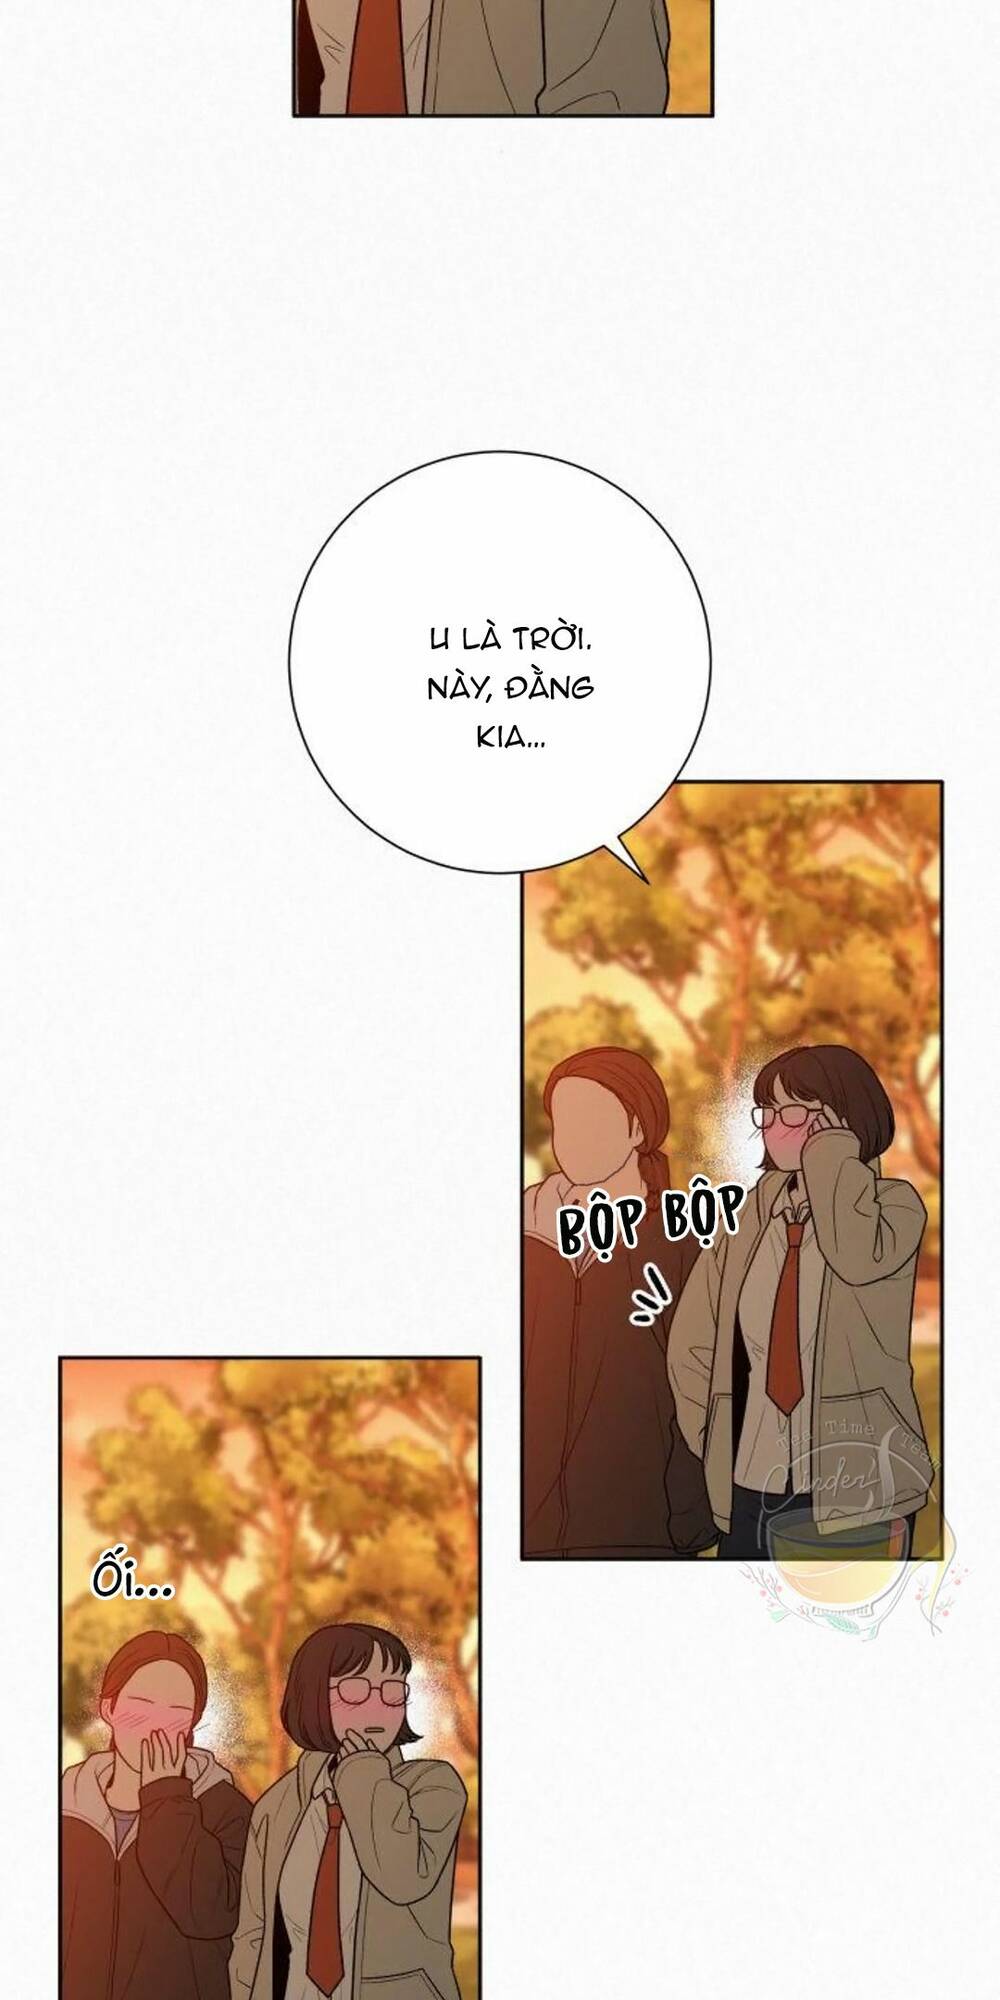 U LÀ TRỜI.
NÀY, ĐẰNG
KIA...
BỘP BỘP
Tea Time Team
Cinder's
ỐI...